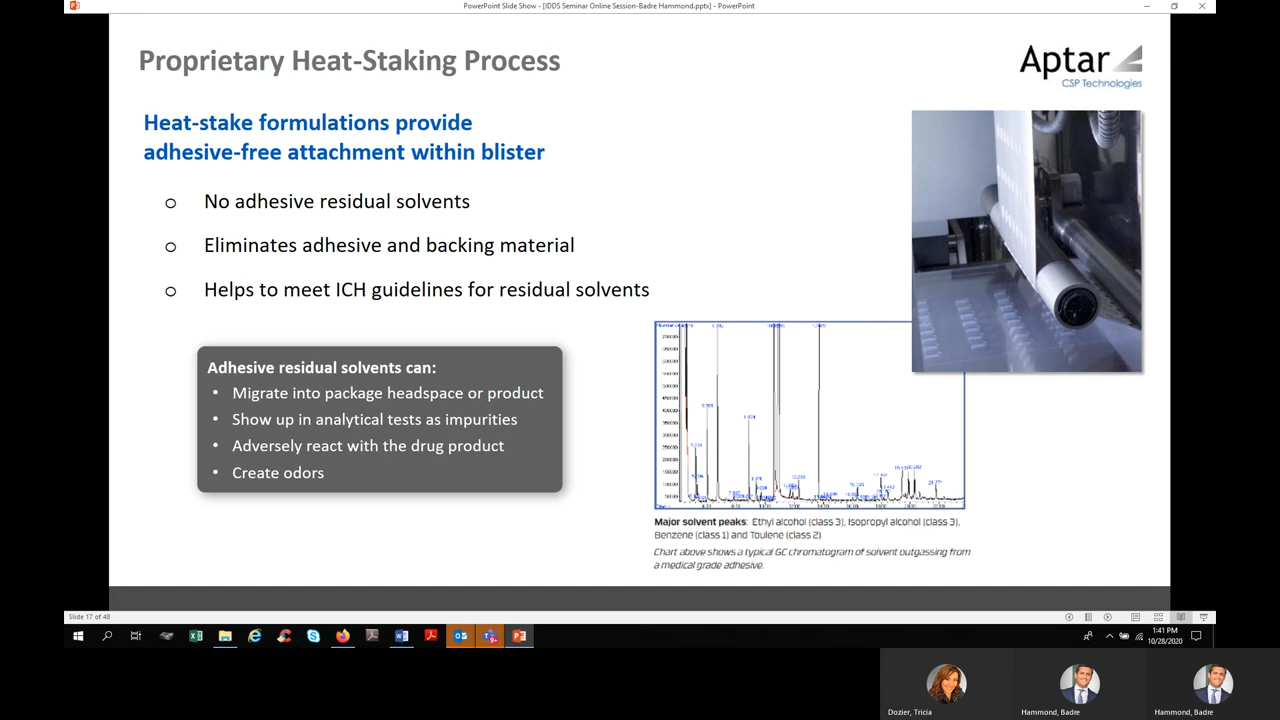 PowerPoint Slide Show - [IDDS Seminar Online Session-Badre Hammond.pptx] - PowerPoint
Proprietary Heat-Staking Process
Aptar
CSP Technologies
Heat-stake formulations provide
adhesive-free attachment within blister
o No adhesive residual solvents
o Eliminates adhesive and backing material
o Helps to meet ICH guidelines for residual solvents
Adhesive residual solvents can:
• Migrate into package headspace or product
• Show up in analytical tests as impurities
• Adversely react with the drug product
• Create odors
Major solvent peaks: Ethyl alcohol (class 3), Isopropyl alcohol (class 3),
Benzene (class 1) and Toulene (class 2)
Chart above shows a typical GC chromatogram of solvent outgassing from
a medical grade adhesive.
Slide 17 of 48
1:41 PM
10/28/2020
Dozier, Tricia
Hammond, Badre
Hammond, Badre